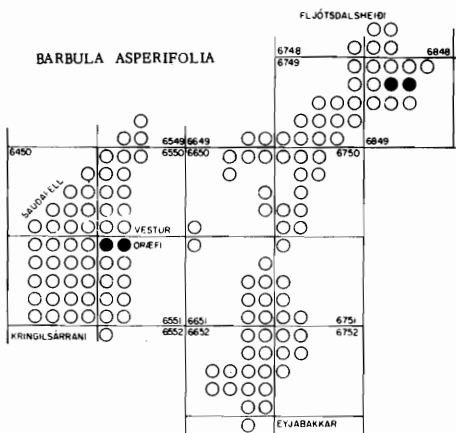 FLJÓTSDALSHEIÐI
BARBULA ASPERIFOLIA
6748 6848
6749
6549 6649 6849
6450 6550 6650 6750
SAUÐAFELL
VESTUR
ÖRÆFI
6551 6651 6751
KRINGILSÁRRANI 6552 6652 6752
EYJABAKKAR